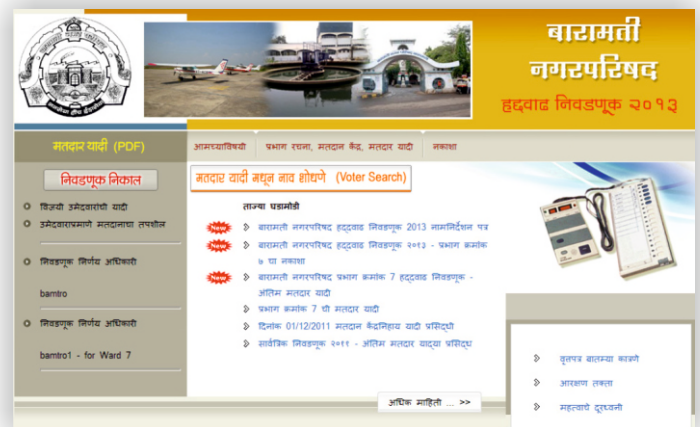 बारामती
नगरपरिषद
हद्दवाढ निवडणूक २०१३
मतदार यादी (PDF)
आमच्याविषयी
प्रभाग रचना, मतदान केंद्र, मतदार यादी
नकाशा
निवडणूक निकाल
विजयी उमेदवारांची यादी
उमेदवाराप्रमाणे मतदानाचा तपशील
निवडणूक निर्णय अधिकारी
bamtro
निवडणूक निर्णय अधिकारी
bamtro1 - for Ward 7
मतदार यादी मधून नाव शोधणे (Voter Search)
ताज्या घडामोडी
New बारामती नगरपरिषद हद्दवाढ निवडणूक 2013 नामनिर्देशन पत्र
New बारामती नगरपरिषद हद्दवाढ निवडणूक २०१३ - प्रभाग क्रमांक
७ चा नकाशा
New बारामती नगरपरिषद प्रभाग क्रमांक 7 हद्दवाढ निवडणूक -
अंतिम मतदार यादी
प्रभाग क्रमांक 7 ची मतदार यादी
दिनांक 01/12/2011 मतदान केंद्रनिहाय यादी प्रसिद्धी
सार्वत्रिक निवडणूक २०११ - अंतिम मतदार याद्या प्रसिद्ध
अधिक माहिती ... >>
वृत्तपत्र बातम्या कात्रणे
आरक्षण तक्ता
महत्वाचे दूरध्वनी